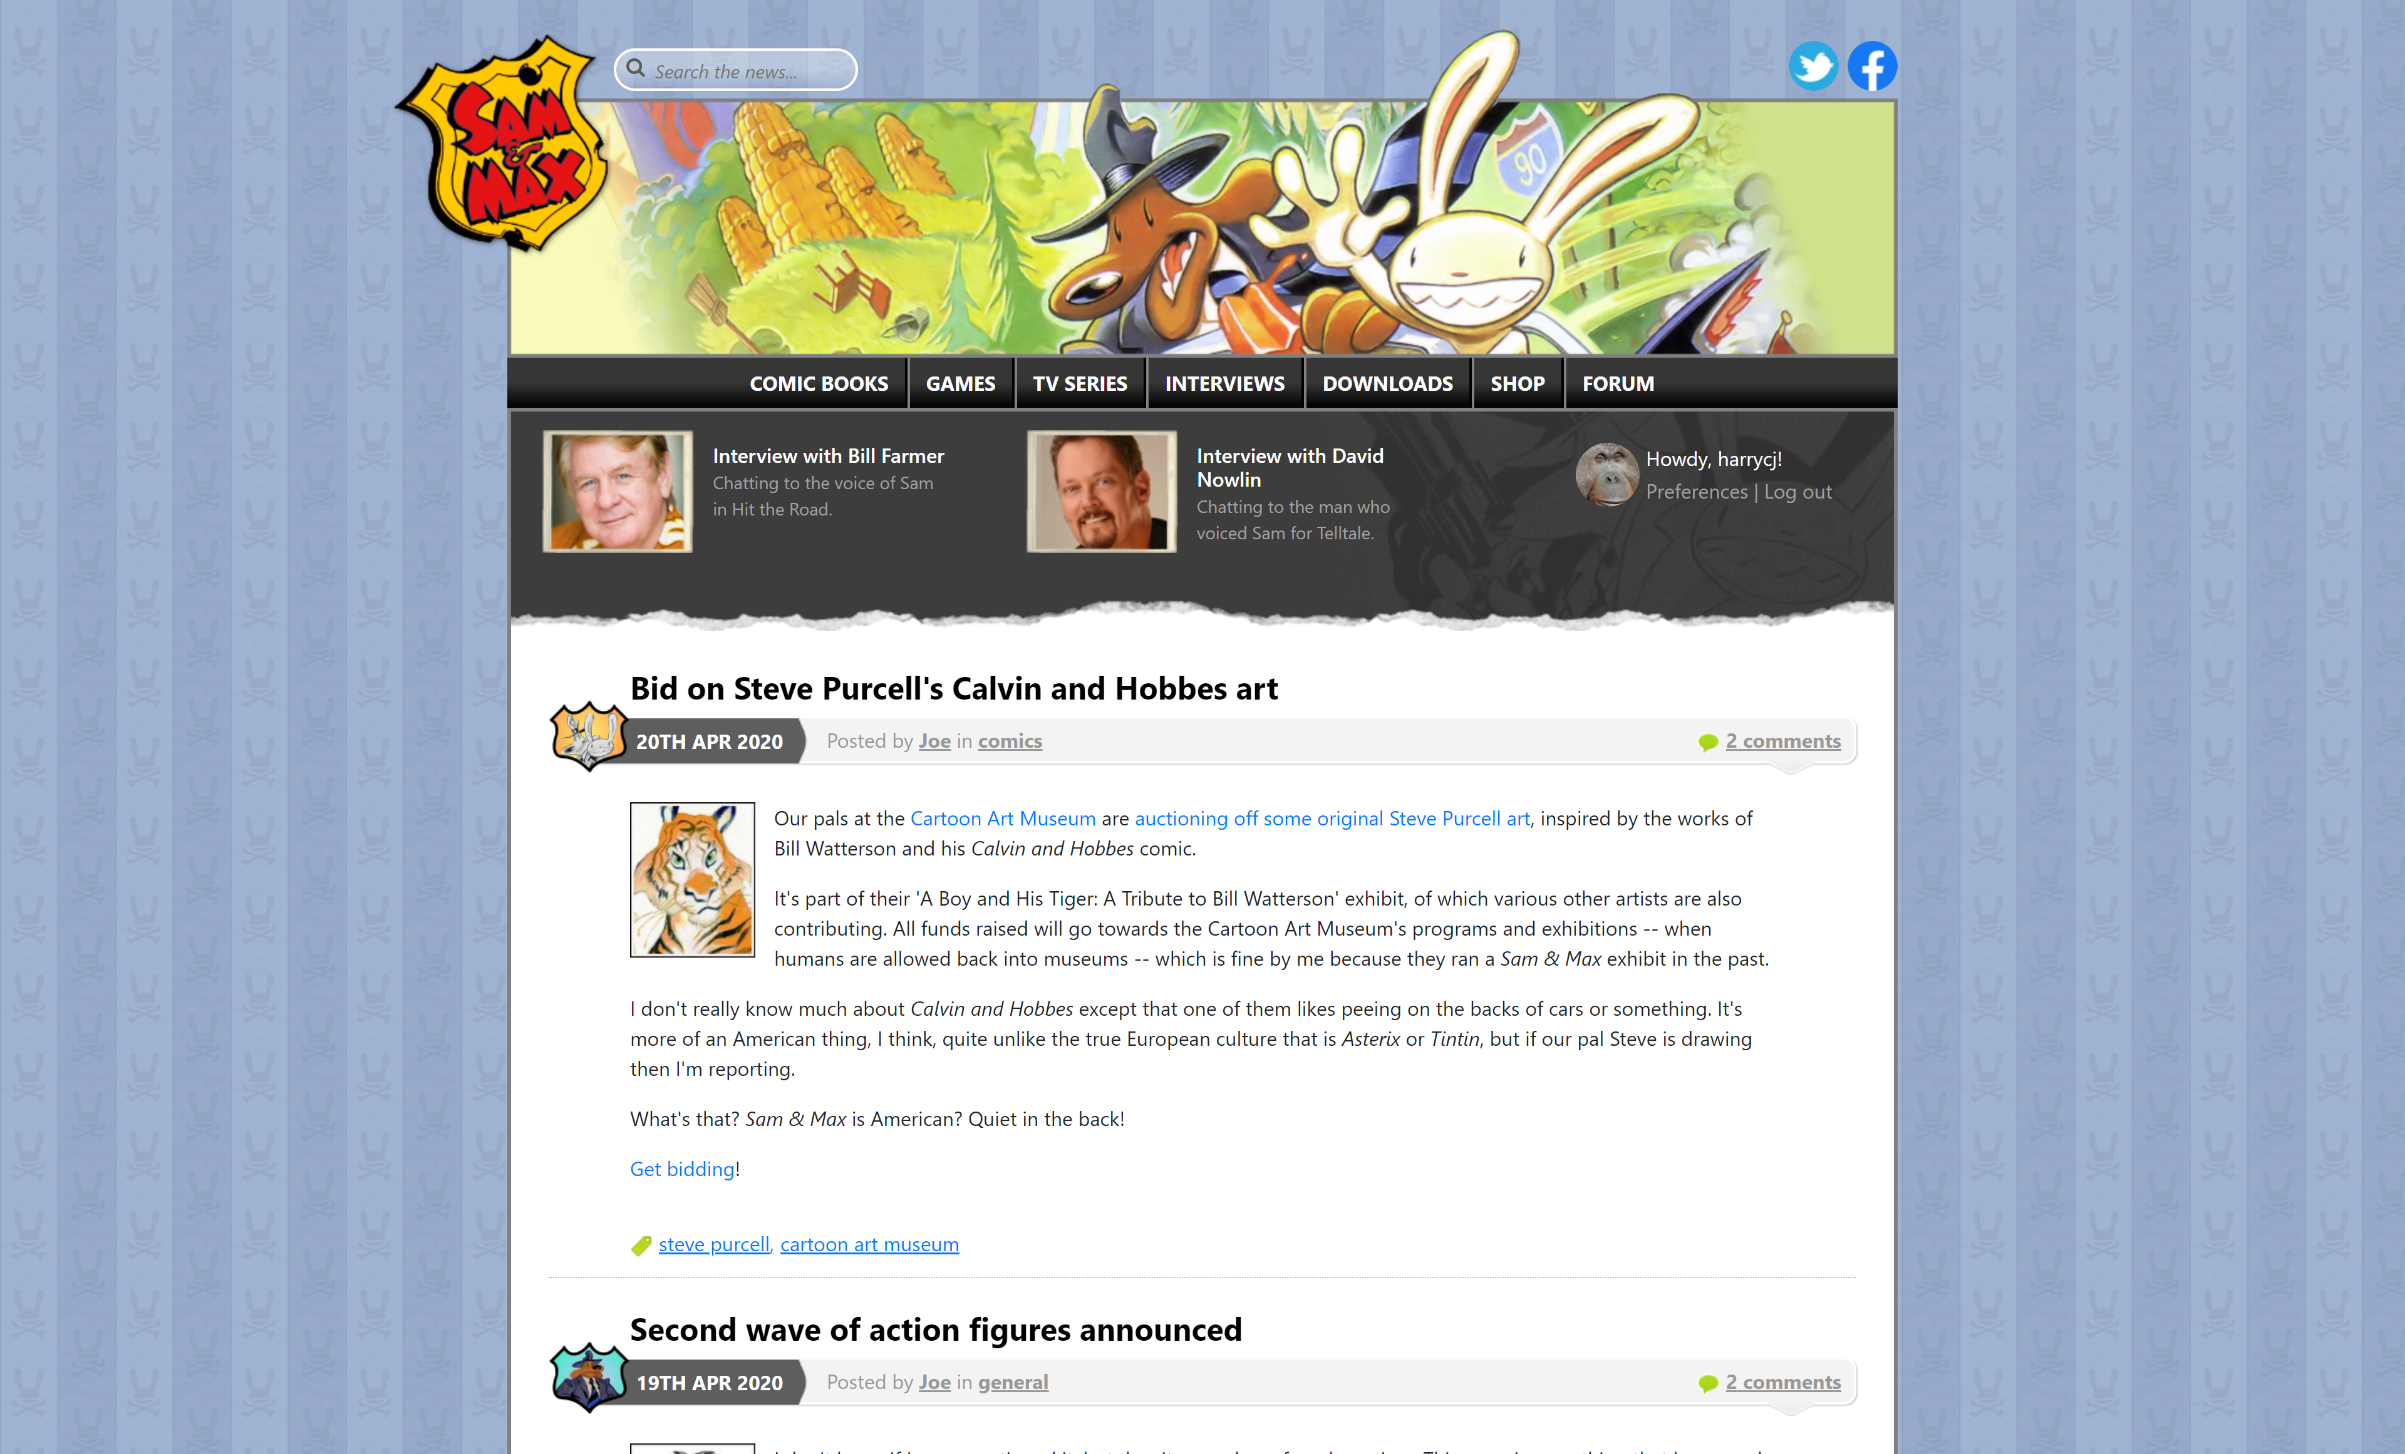 SAM
&
MAX
Search the news...
90
COMIC BOOKS
GAMES
TV SERIES
INTERVIEWS
DOWNLOADS
SHOP
FORUM
Interview with Bill Farmer
Chatting to the voice of Sam
in Hit the Road.
Interview with David
Nowlin
Chatting to the man who
voiced Sam for Telltale.
Howdy, harrycj!
Preferences | Log out
Bid on Steve Purcell's Calvin and Hobbes art
20TH APR 2020
Posted by Joe in comics
2 comments
Our pals at the Cartoon Art Museum are auctioning off some original Steve Purcell art, inspired by the works of
Bill Watterson and his Calvin and Hobbes comic.
It's part of their 'A Boy and His Tiger: A Tribute to Bill Watterson' exhibit, of which various other artists are also
contributing. All funds raised will go towards the Cartoon Art Museum's programs and exhibitions -- when
humans are allowed back into museums -- which is fine by me because they ran a Sam & Max exhibit in the past.
I don't really know much about Calvin and Hobbes except that one of them likes peeing on the backs of cars or something. It's
more of an American thing, I think, quite unlike the true European culture that is Asterix or Tintin, but if our pal Steve is drawing
then I'm reporting.
What's that? Sam & Max is American? Quiet in the back!
Get bidding!
steve purcell, cartoon art museum
Second wave of action figures announced
19TH APR 2020
Posted by Joe in general
2 comments